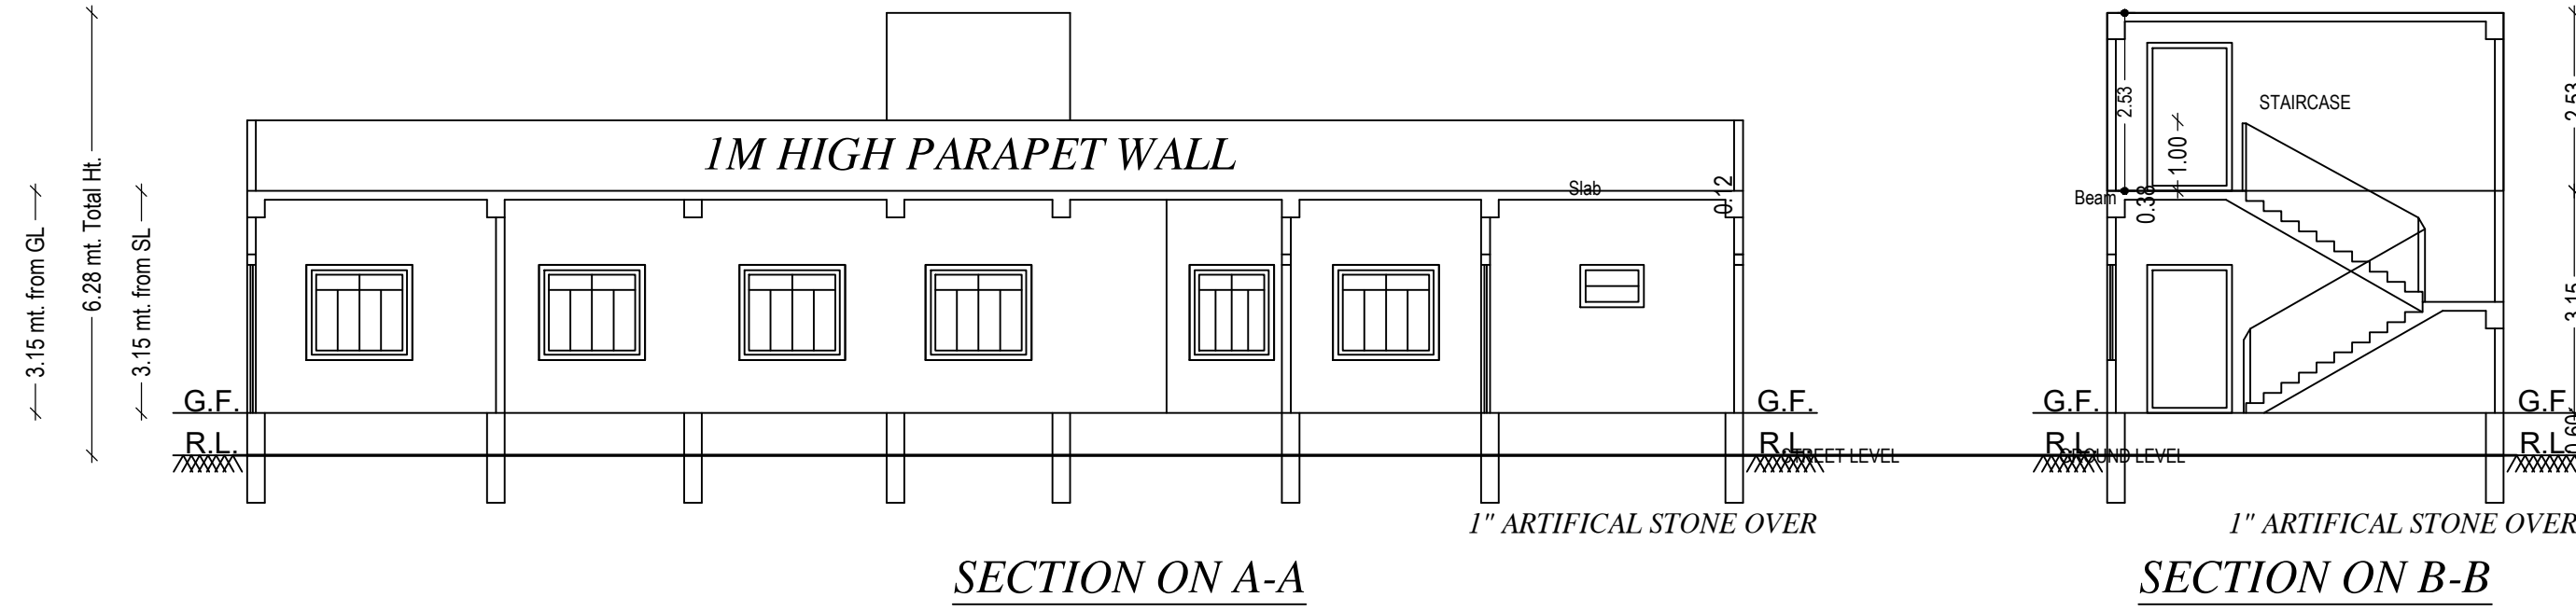 3.15 mt. from GL
6.28 mt. Total Ht.
3.15 mt. from SL
1M HIGH PARAPET WALL
Slab
0.12
G.F.
R.L.
G.F.
R.L.
STREET LEVEL
1" ARTIFICAL STONE OVER
SECTION ON A-A
2.53
STAIRCASE
1.00
Beam
0.38
G.F.
R.L.
GROUND LEVEL
2.53
3.15
G.F.
0.60
R.L
1" ARTIFICAL STONE OVER
SECTION ON B-B